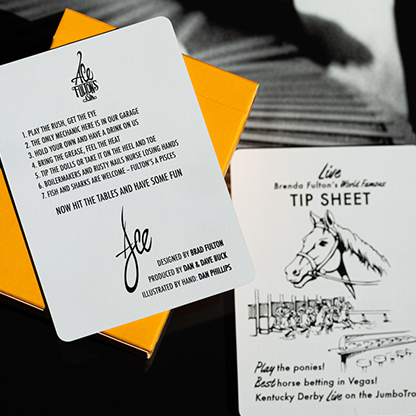 Ace
FULTON'S
1. PLAY THE RUSH, GET THE EYE
2. THE ONLY MECHANIC HERE IS IN OUR GARAGE
3. HOLD YOUR OWN AND HAVE A DRINK ON US
4. BRING THE GREASE, FEEL THE HEAT
5. TIP THE DOLLS OR TAKE IT ON THE HEEL AND TOE
6. BOILERMAKERS AND RUSTY NAILS NURSE LOSING HANDS
7. FISH AND SHARKS ARE WELCOME – FULTON'S A PISCES
NOW HIT THE TABLES AND HAVE SOME FUN
Ace
DESIGNED BY BRAD FULTON
PRODUCED BY DAN & DAVE BUCK
ILLUSTRATED BY HAND: DAN PHILLIPS
Live
Brenda Fulton's World Famous
TIP SHEET
Play the ponies!
Best horse betting in Vegas!
Kentucky Derby Live on the JumboTro